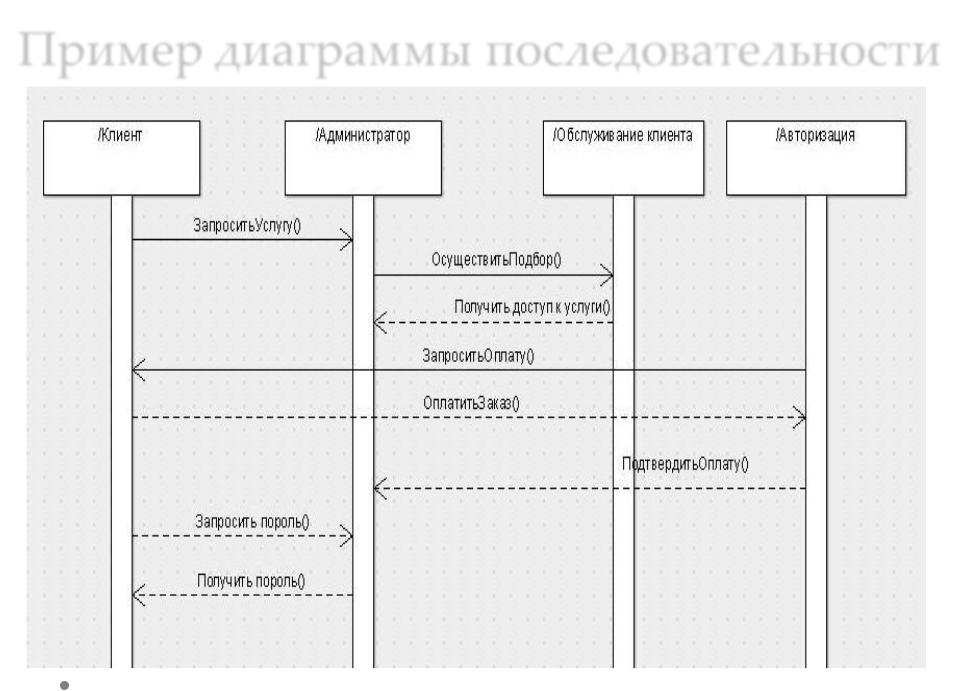 Пример диаграммы последовательности
/Клиент
/Администратор
/Обслуживание клиента
/Авторизация
ЗапроситьУслугу()
ОсуществитьПодбор()
Получить доступ к услуги()
ЗапроситьОплату()
ОплатитьЗаказ()
ПодтвердитьОплату()
Запросить пороль()
Получить пороль()